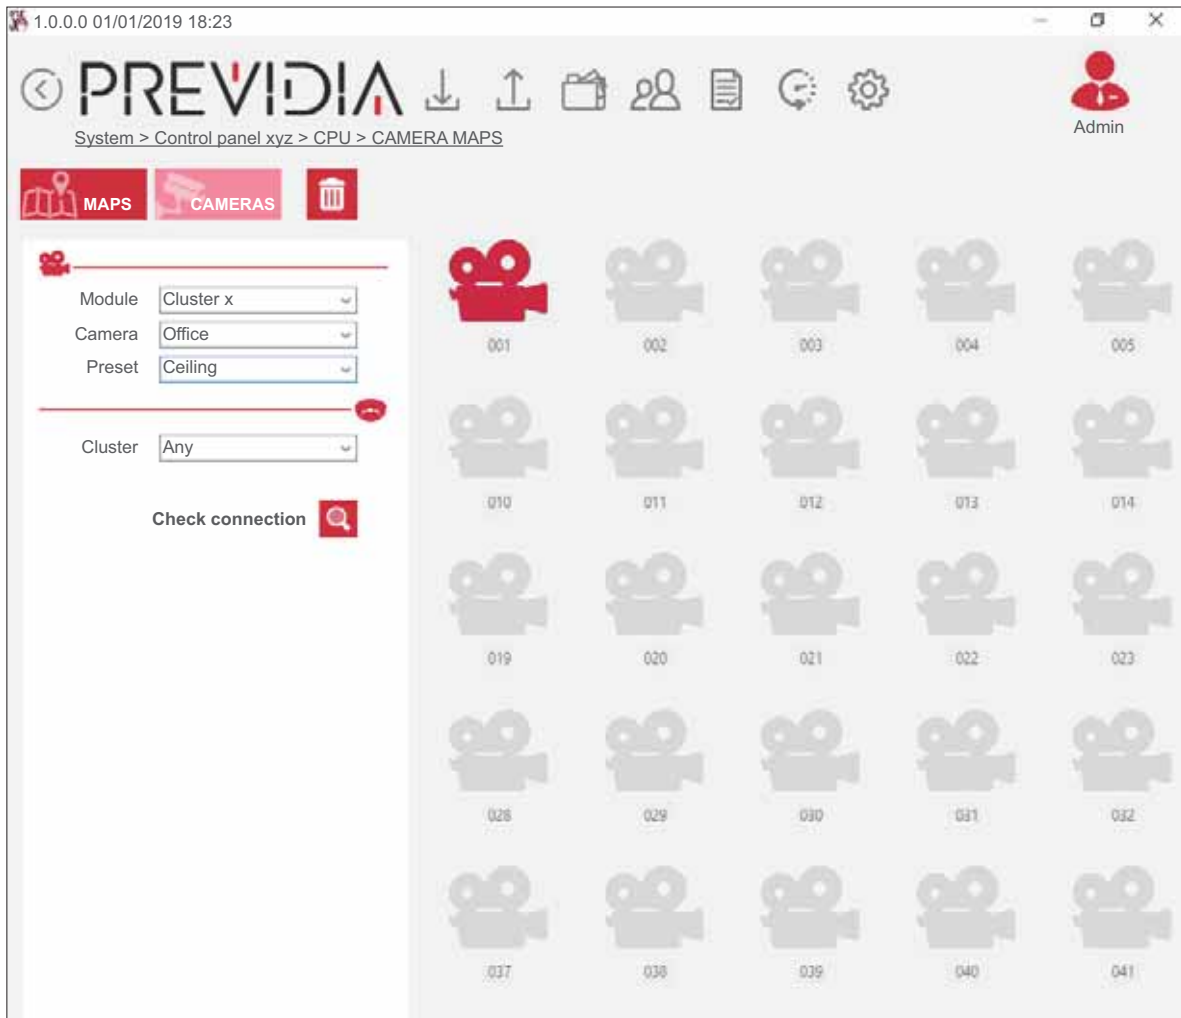 1.0.0.0 01/01/2019 18:23
PREVIDIA
System > Control panel xyz > CPU > CAMERA MAPS
Admin
MAPS CAMERAS
Module Cluster x
Camera Office
Preset Ceiling
Cluster Any
Check connection
001 002 003 004 005
010 011 012 013 014
019 020 021 022 023
028 029 030 031 032
037 038 039 040 041